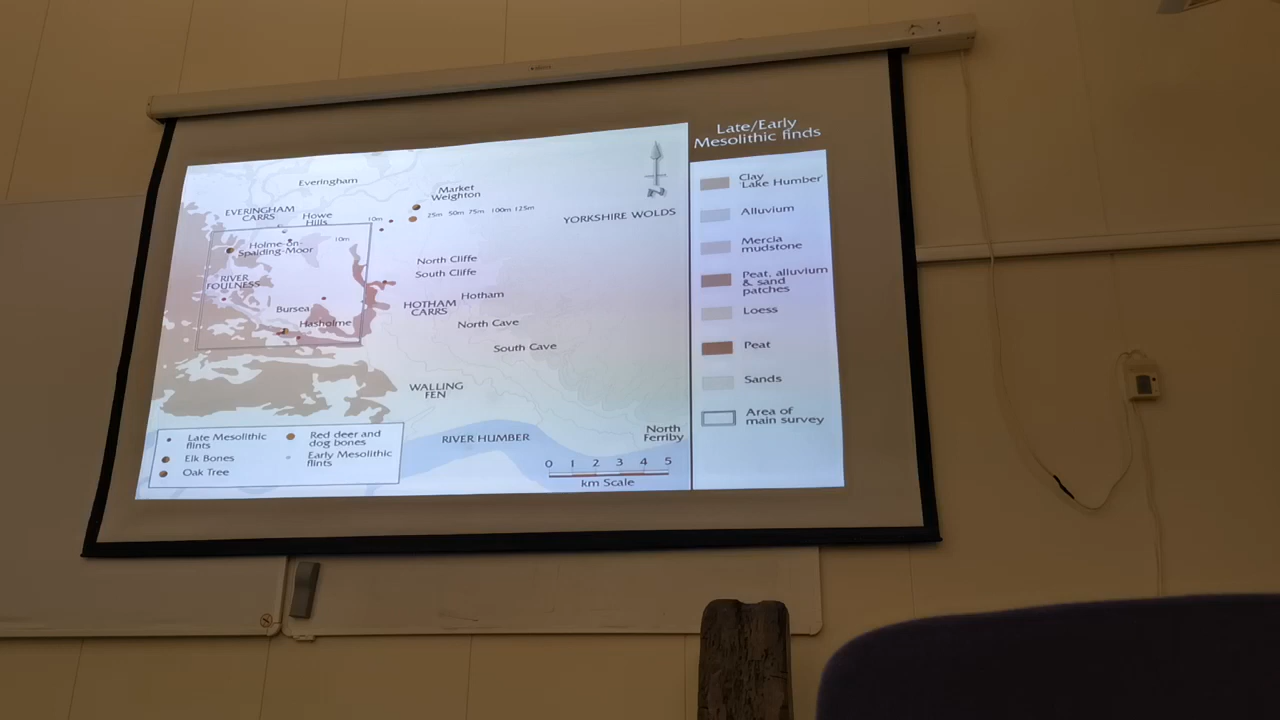 Late/Early
Mesolithic finds
Everingham
Market
Weighton
EVERINGHAM
CARRS
Howe
Hills
10m
25m 50m 75m 100m 125m
YORKSHIRE WOLDS
Holme-on-
Spalding-Moor
10m
North Cliffe
South Cliffe
RIVER
FOULNESS
Bursea
HOTHAM
CARRS
Hotham
Hasholme
North Cave
South Cave
WALLING
FEN
RIVER HUMBER
North
Ferriby
0 1 2 3 4 5
km Scale
N
Late Mesolithic
flints
Elk Bones
Oak Tree
Red deer and
dog bones
Early Mesolithic
flints
Clay
'Lake Humber'
Alluvium
Mercia
mudstone
Peat, alluvium
& sand
patches
Loess
Peat
Sands
Area of
main survey